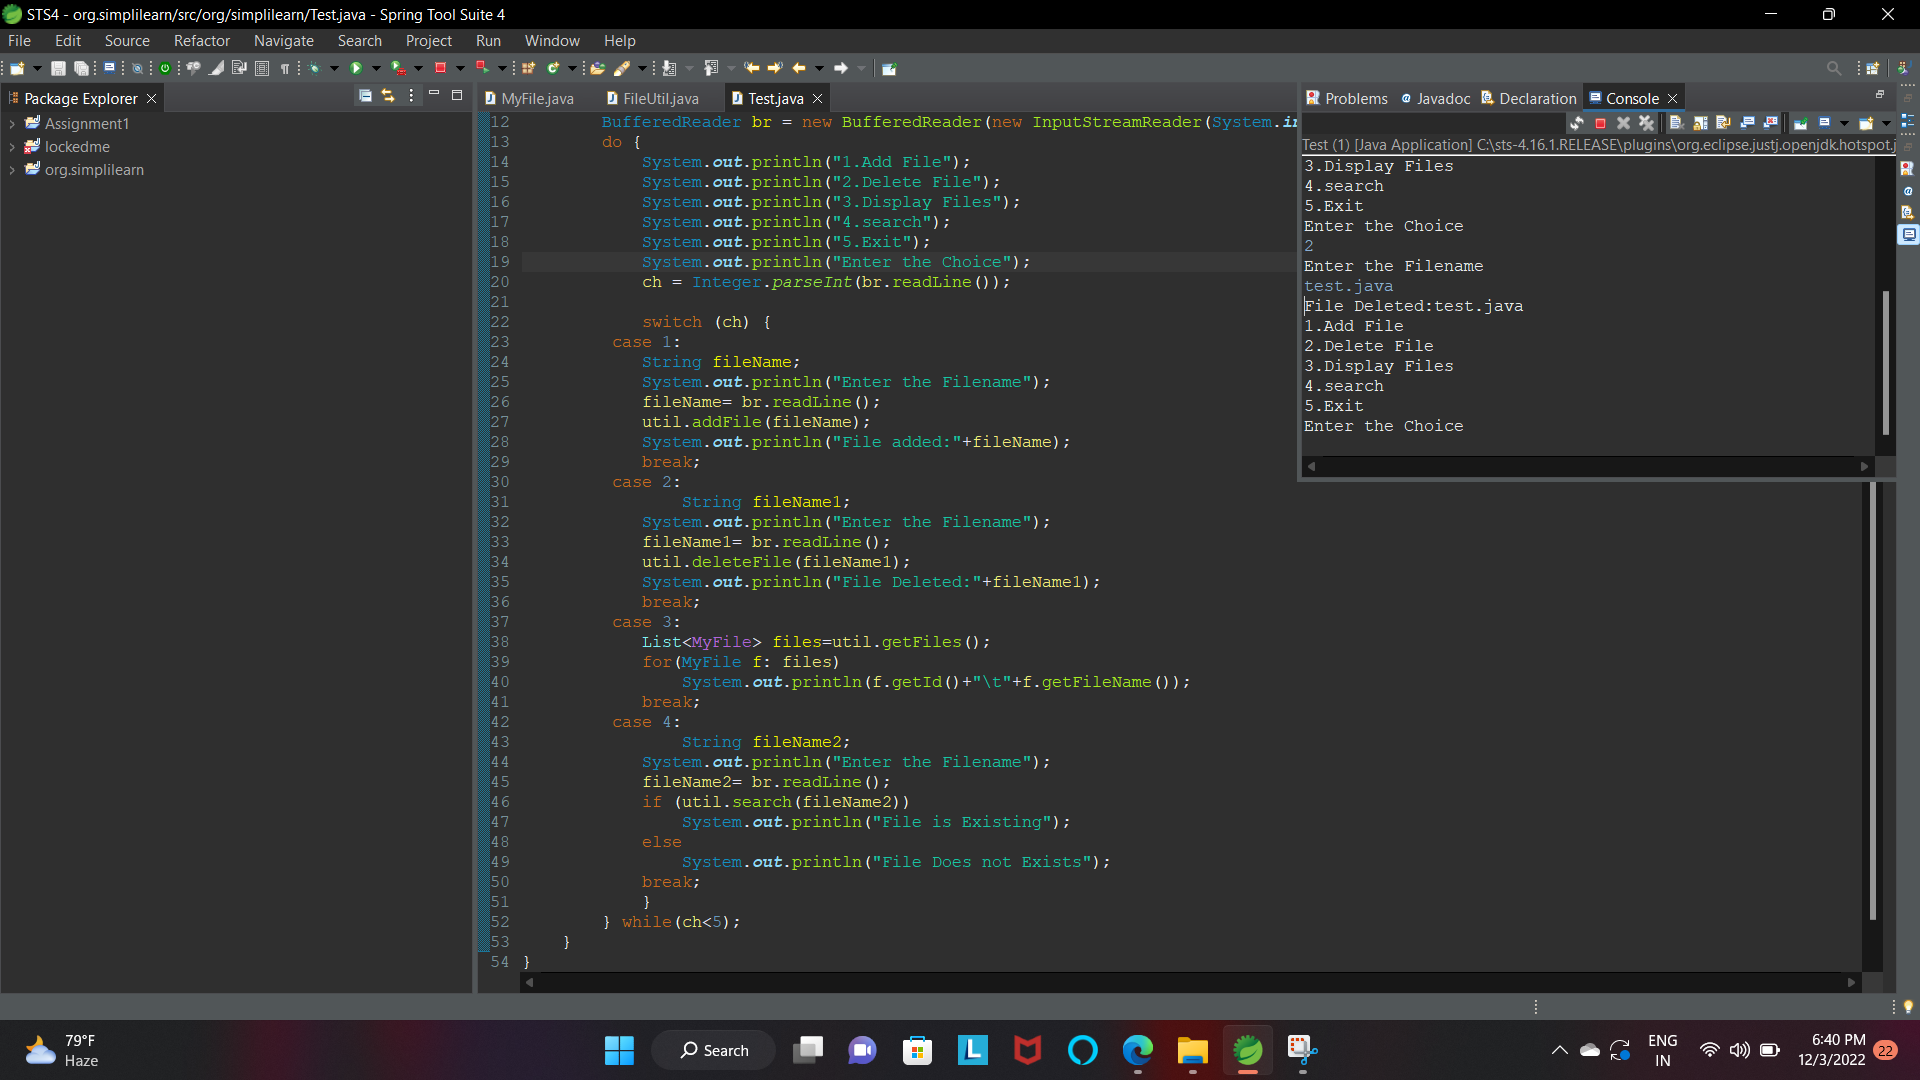 STS4 - org.simplilearn/src/org/simplilearn/Test.java - Spring Tool Suite 4
File Edit Source Refactor Navigate Search Project Run Window Help
Package Explorer
Assignment1
lockedme
org.simplilearn
MyFile.java FileUtil.java Test.java
12 BufferedReader br = new BufferedReader(new InputStreamReader(System.in
13 do {
14 System.out.println("1.Add File");
15 System.out.println("2.Delete File");
16 System.out.println("3.Display Files");
17 System.out.println("4.search");
18 System.out.println("5.Exit");
19 System.out.println("Enter the Choice");
20 ch = Integer.parseInt(br.readLine());
21
22 switch (ch) {
23 case 1:
24 String fileName;
25 System.out.println("Enter the Filename");
26 fileName= br.readLine();
27 util.addFile(fileName);
28 System.out.println("File added:"+fileName);
29 break;
30 case 2:
31 String fileName1;
32 System.out.println("Enter the Filename");
33 fileName1= br.readLine();
34 util.deleteFile(fileName1);
35 System.out.println("File Deleted:"+fileName1);
36 break;
37 case 3:
38 List<MyFile> files=util.getFiles();
39 for(MyFile f: files)
40 System.out.println(f.getId()+"\t"+f.getFileName());
41 break;
42 case 4:
43 String fileName2;
44 System.out.println("Enter the Filename");
45 fileName2= br.readLine();
46 if (util.search(fileName2))
47 System.out.println("File is Existing");
48 else
49 System.out.println("File Does not Exists");
50 break;
51 }
52 } while(ch<5);
53 }
54 }
Problems Javadoc Declaration Console
Test (1) [Java Application] C:\sts-4.16.1.RELEASE\plugins\org.eclipse.justj.openjdk.hotspot.j
3.Display Files
4.search
5.Exit
Enter the Choice
2
Enter the Filename
test.java
File Deleted:test.java
1.Add File
2.Delete File
3.Display Files
4.search
5.Exit
Enter the Choice
79°F
Haze
Search
ENG
IN
6:40 PM
12/3/2022
22